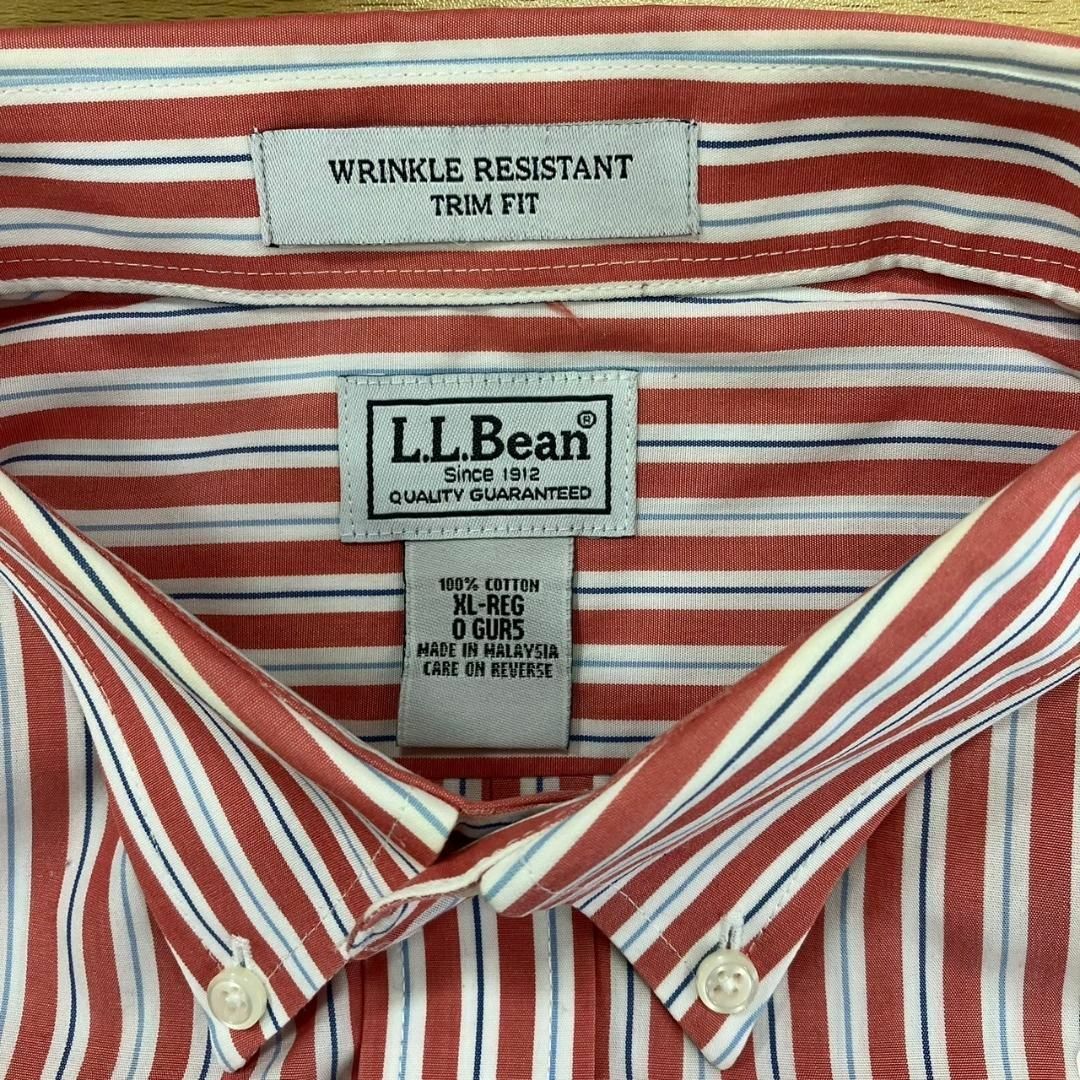 WRINKLE RESISTANT
TRIM FIT
L.L.Bean®
Since 1912
QUALITY GUARANTEED
100% COTTON
XL-REG
0 GUR5
MADE IN MALAYSIA
CARE ON REVERSE